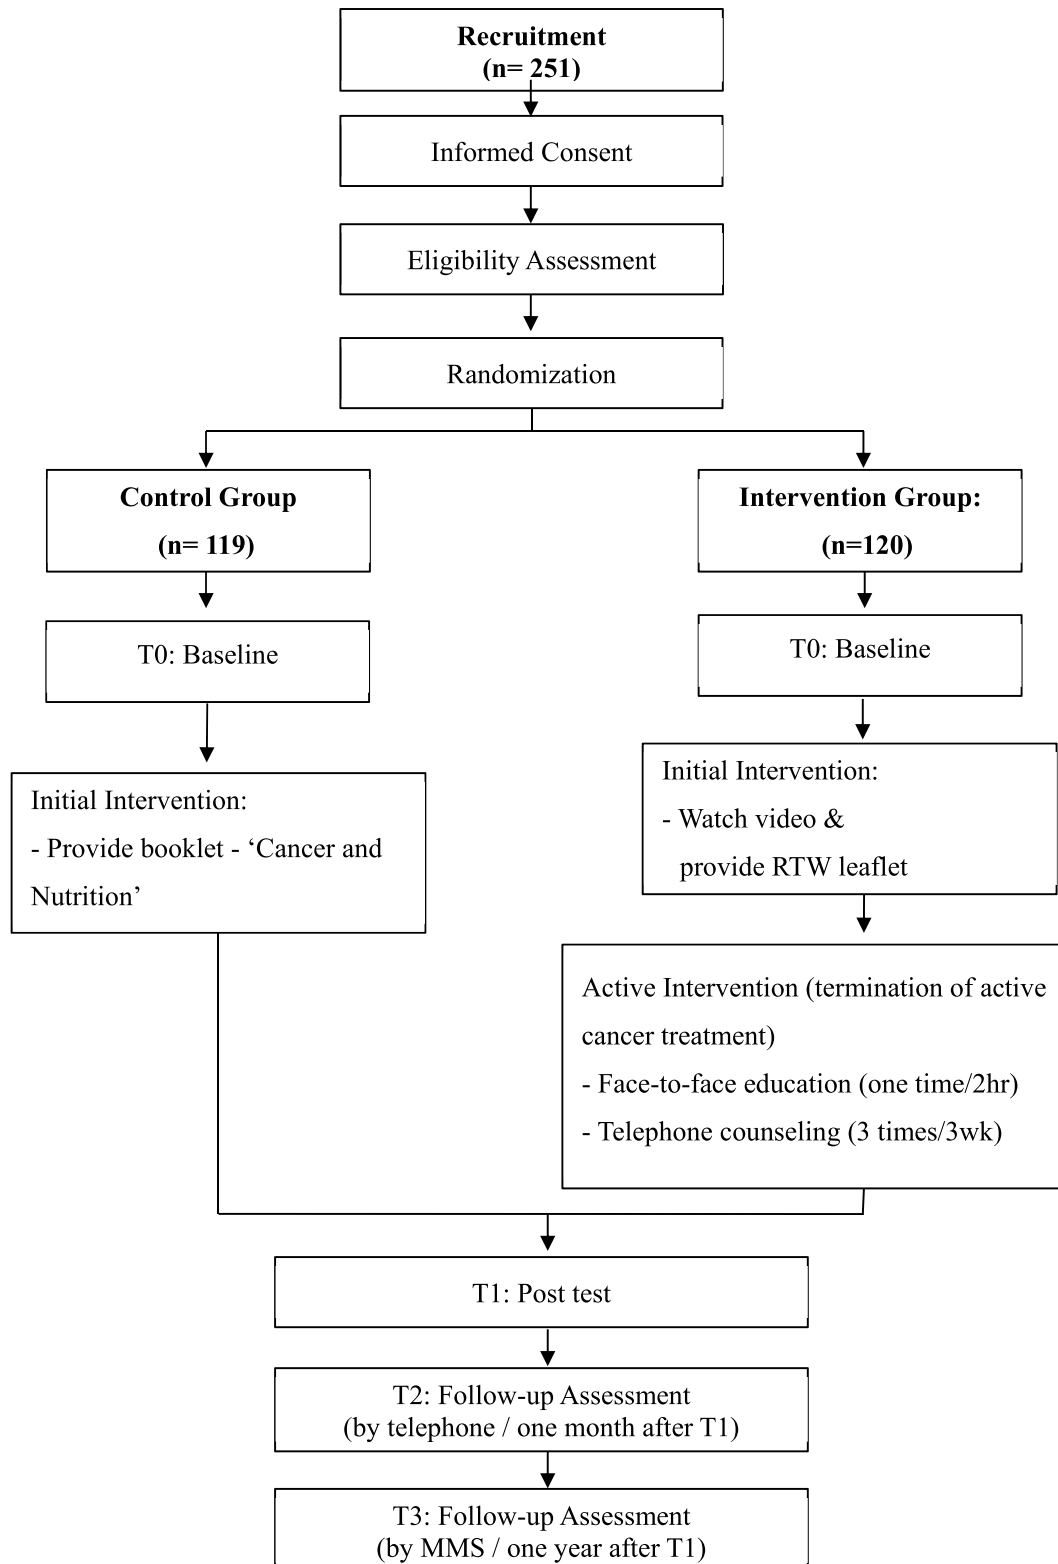 Recruitment
(n= 251)
Informed Consent
Eligibility Assessment
Randomization
Control Group
(n= 119)
Intervention Group:
(n=120)
T0: Baseline
T0: Baseline
Initial Intervention:
- Provide booklet - ‘Cancer and
Nutrition’
Initial Intervention:
- Watch video &
provide RTW leaflet
Active Intervention (termination of active
cancer treatment)
- Face-to-face education (one time/2hr)
- Telephone counseling (3 times/3wk)
T1: Post test
T2: Follow-up Assessment
(by telephone / one month after T1)
T3: Follow-up Assessment
(by MMS / one year after T1)